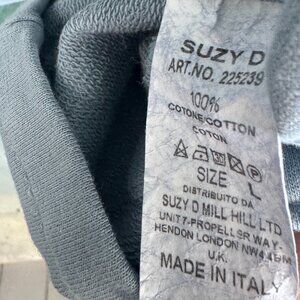 SUZY D
ART.NO. 225239
100%
COTONE/COTTON
COTON
SIZE L
DISTRIBUITO DA
SUZY D MILL HILL LTD
UNIT7-PROPELLER WAY-
HENDON LONDON NW4
U.K.
MADE IN ITALY